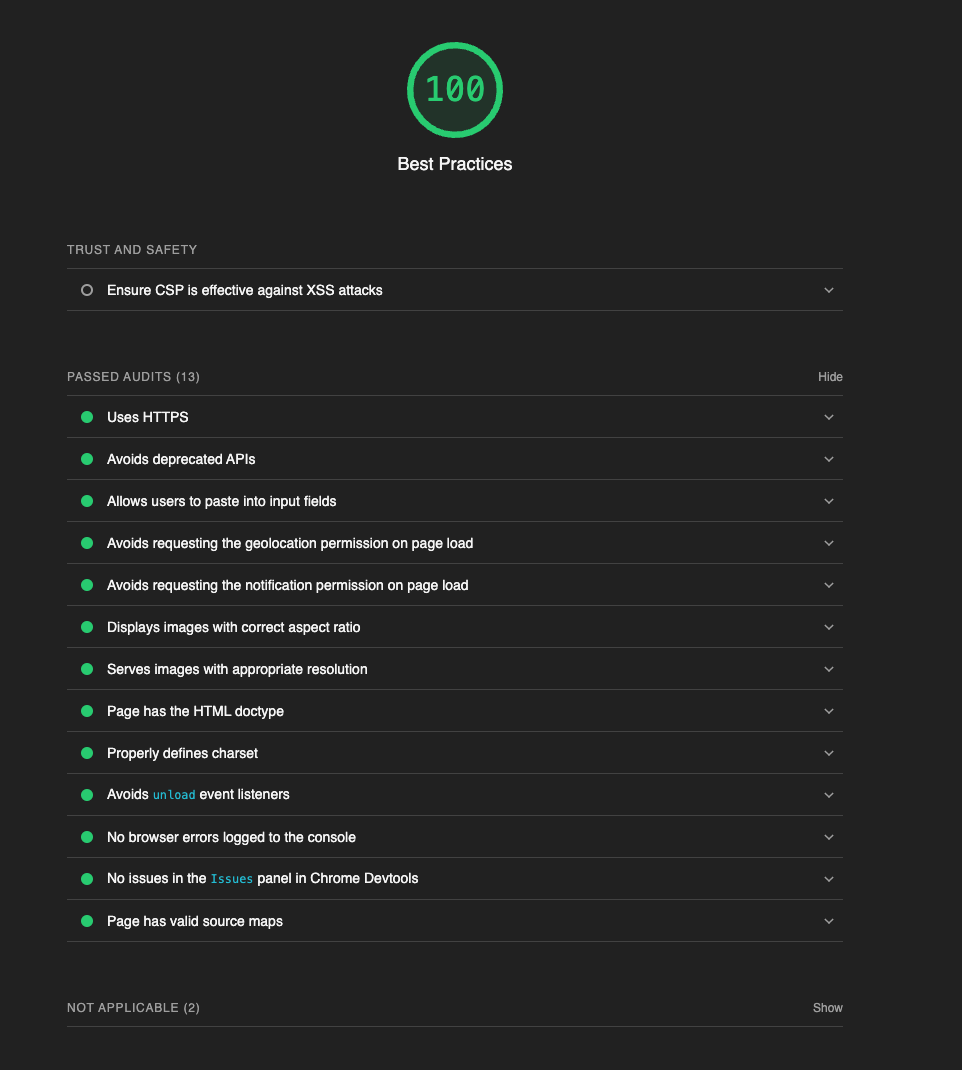 100
Best Practices
TRUST AND SAFETY
Ensure CSP is effective against XSS attacks
PASSED AUDITS (13) Hide
Uses HTTPS
Avoids deprecated APIs
Allows users to paste into input fields
Avoids requesting the geolocation permission on page load
Avoids requesting the notification permission on page load
Displays images with correct aspect ratio
Serves images with appropriate resolution
Page has the HTML doctype
Properly defines charset
Avoids unload event listeners
No browser errors logged to the console
No issues in the Issues panel in Chrome Devtools
Page has valid source maps
NOT APPLICABLE (2) Show